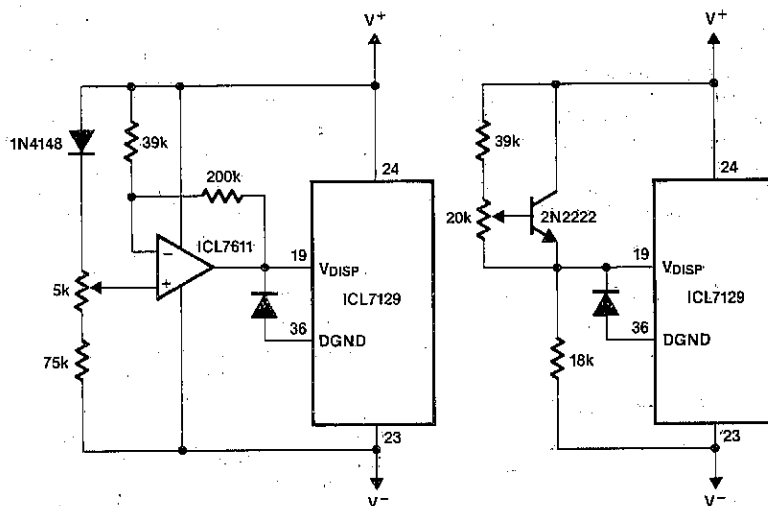 V+
1N4148
39k
200k
24
ICL7611
−
+
19
VDISP
ICL7129
5k
36
DGND
75k
23
V−
V+
39k
24
20k
2N2222
19
VDISP
ICL7129
36
DGND
18k
23
V−